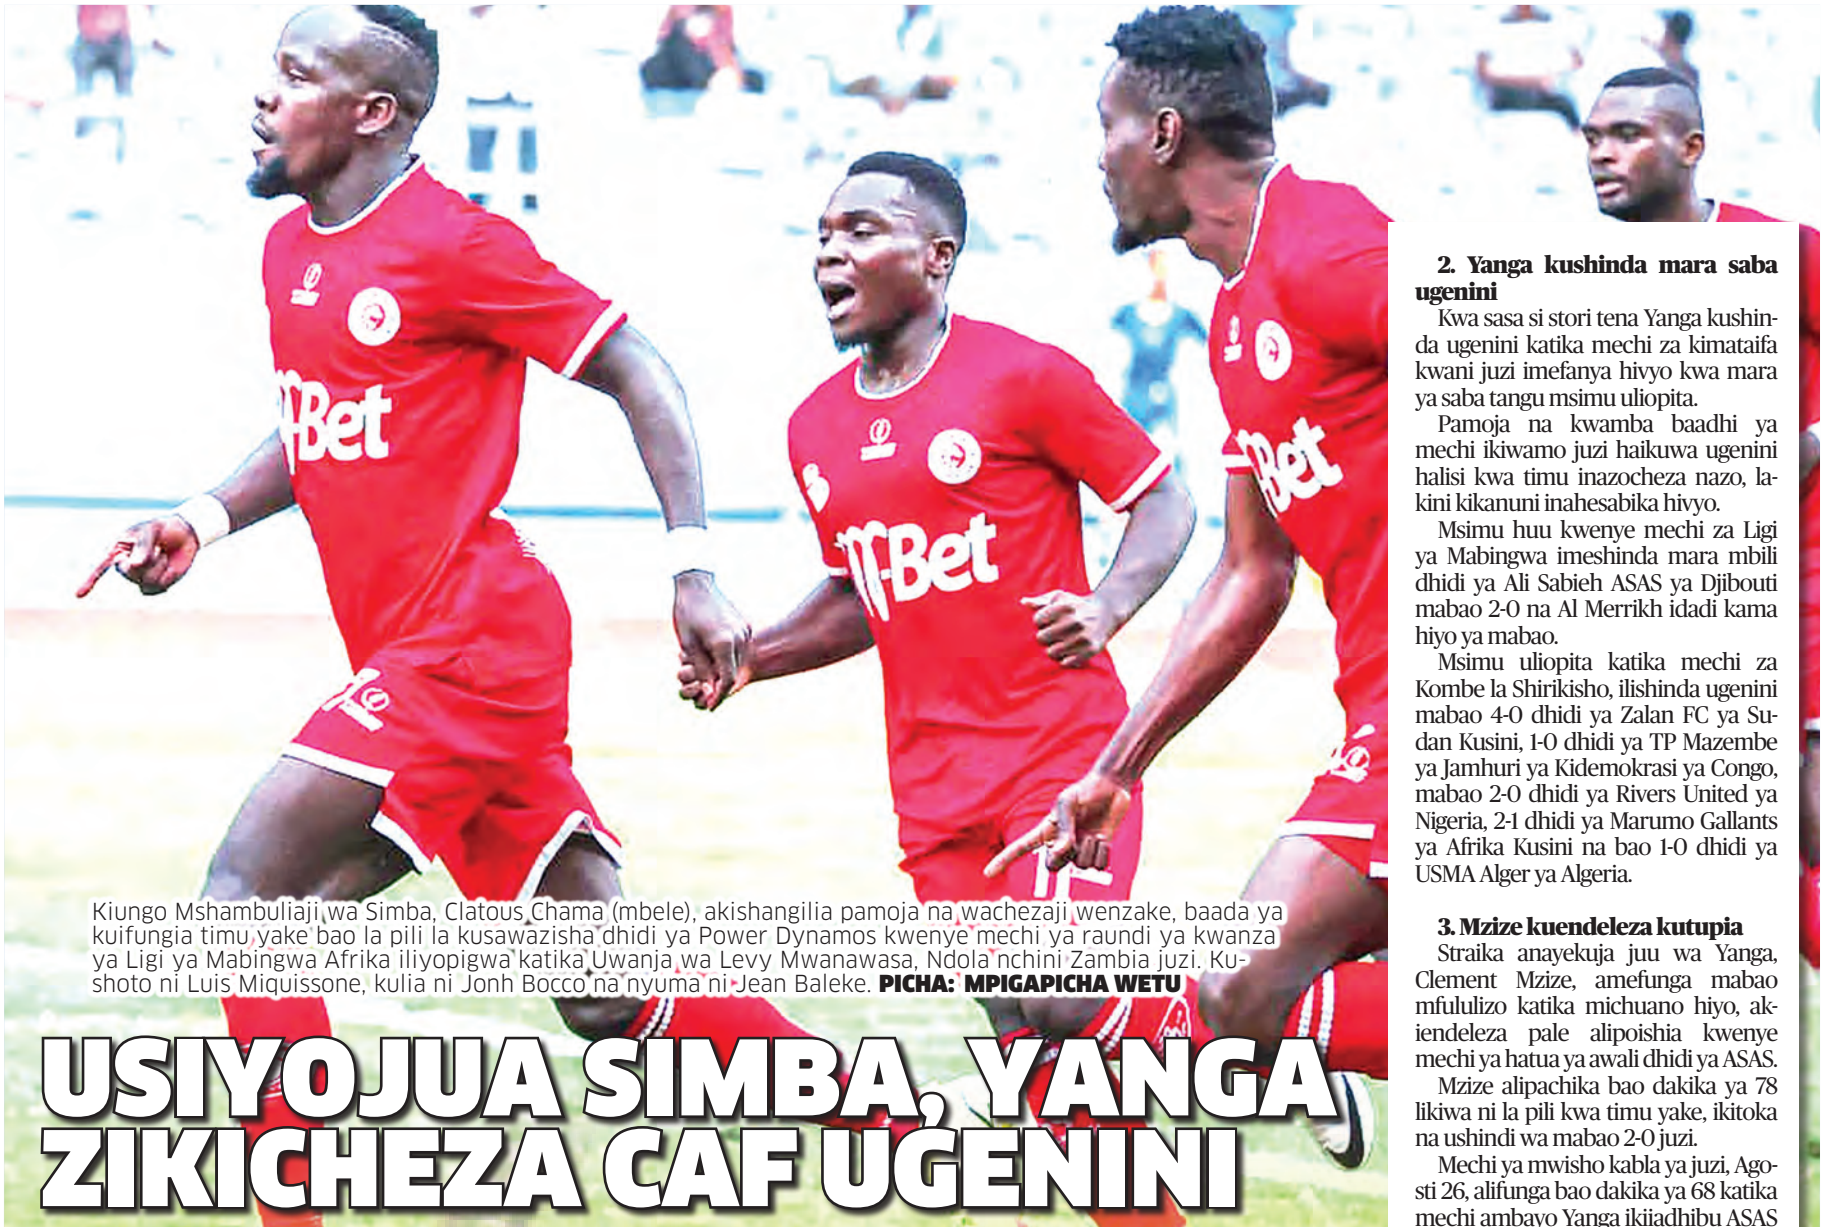 Bet
Bet
Bet
Kiungo Mshambuliaji wa Simba, Clatous Chama (mbele), akishangilia pamoja na wachezaji wenzake, baada ya
kuifungia timu yake bao la pili la kusawazisha dhidi ya Power Dynamos kwenye mechi ya raundi ya kwanza
ya Ligi ya Mabingwa Afrika iliyopigwa katika Uwanja wa Levy Mwanawasa, Ndola nchini Zambia juzi. Ku-
shoto ni Luis Miquissone, kulia ni Jonh Bocco na nyuma ni Jean Baleke. PICHA: MPIGAPICHA WETU
USIYOJUA SIMBA, YANGA
ZIKICHEZA CAF UGENINI
2. Yanga kushinda mara saba
ugenini
Kwa sasa si stori tena Yanga kushin-
da ugenini katika mechi za kimataifa
kwani juzi imefanya hivyo kwa mara
ya saba tangu msimu uliopita.
Pamoja na kwamba baadhi ya
mechi ikiwamo juzi haikuwa ugenini
halisi kwa timu inazocheza nazo, la-
kini kikanuni inahesabika hivyo.
Msimu huu kwenye mechi za Ligi
ya Mabingwa imeshinda mara mbili
dhidi ya Ali Sabieh ASAS ya Djibouti
mabao 2-0 na Al Merrikh idadi kama
hiyo ya mabao.
Msimu uliopita katika mechi za
Kombe la Shirikisho, ilishinda ugenini
mabao 4-0 dhidi ya Zalan FC ya Su-
dan Kusini, 1-0 dhidi ya TP Mazembe
ya Jamhuri ya Kidemokrasi ya Congo,
mabao 2-0 dhidi ya Rivers United ya
Nigeria, 2-1 dhidi ya Marumo Gallants
ya Afrika Kusini na bao 1-0 dhidi ya
USMA Alger ya Algeria.
3. Mzize kuendeleza kutupia
Straika anayekuja juu wa Yanga,
Clement Mzize, amefunga mabao
mfululizo katika michuano hiyo, ak-
iendeleza pale alipoishia kwenye
mechi ya hatua ya awali dhidi ya ASAS.
Mzize alipachika bao dakika ya 78
likiwa ni la pili kwa timu yake, ikitoka
na ushindi wa mabao 2-0 juzi.
Mechi ya mwisho kabla ya juzi, Ago-
sti 26, alifunga bao dakika ya 68 katika
mechi ambayo Yanga ikijadhibu ASAS